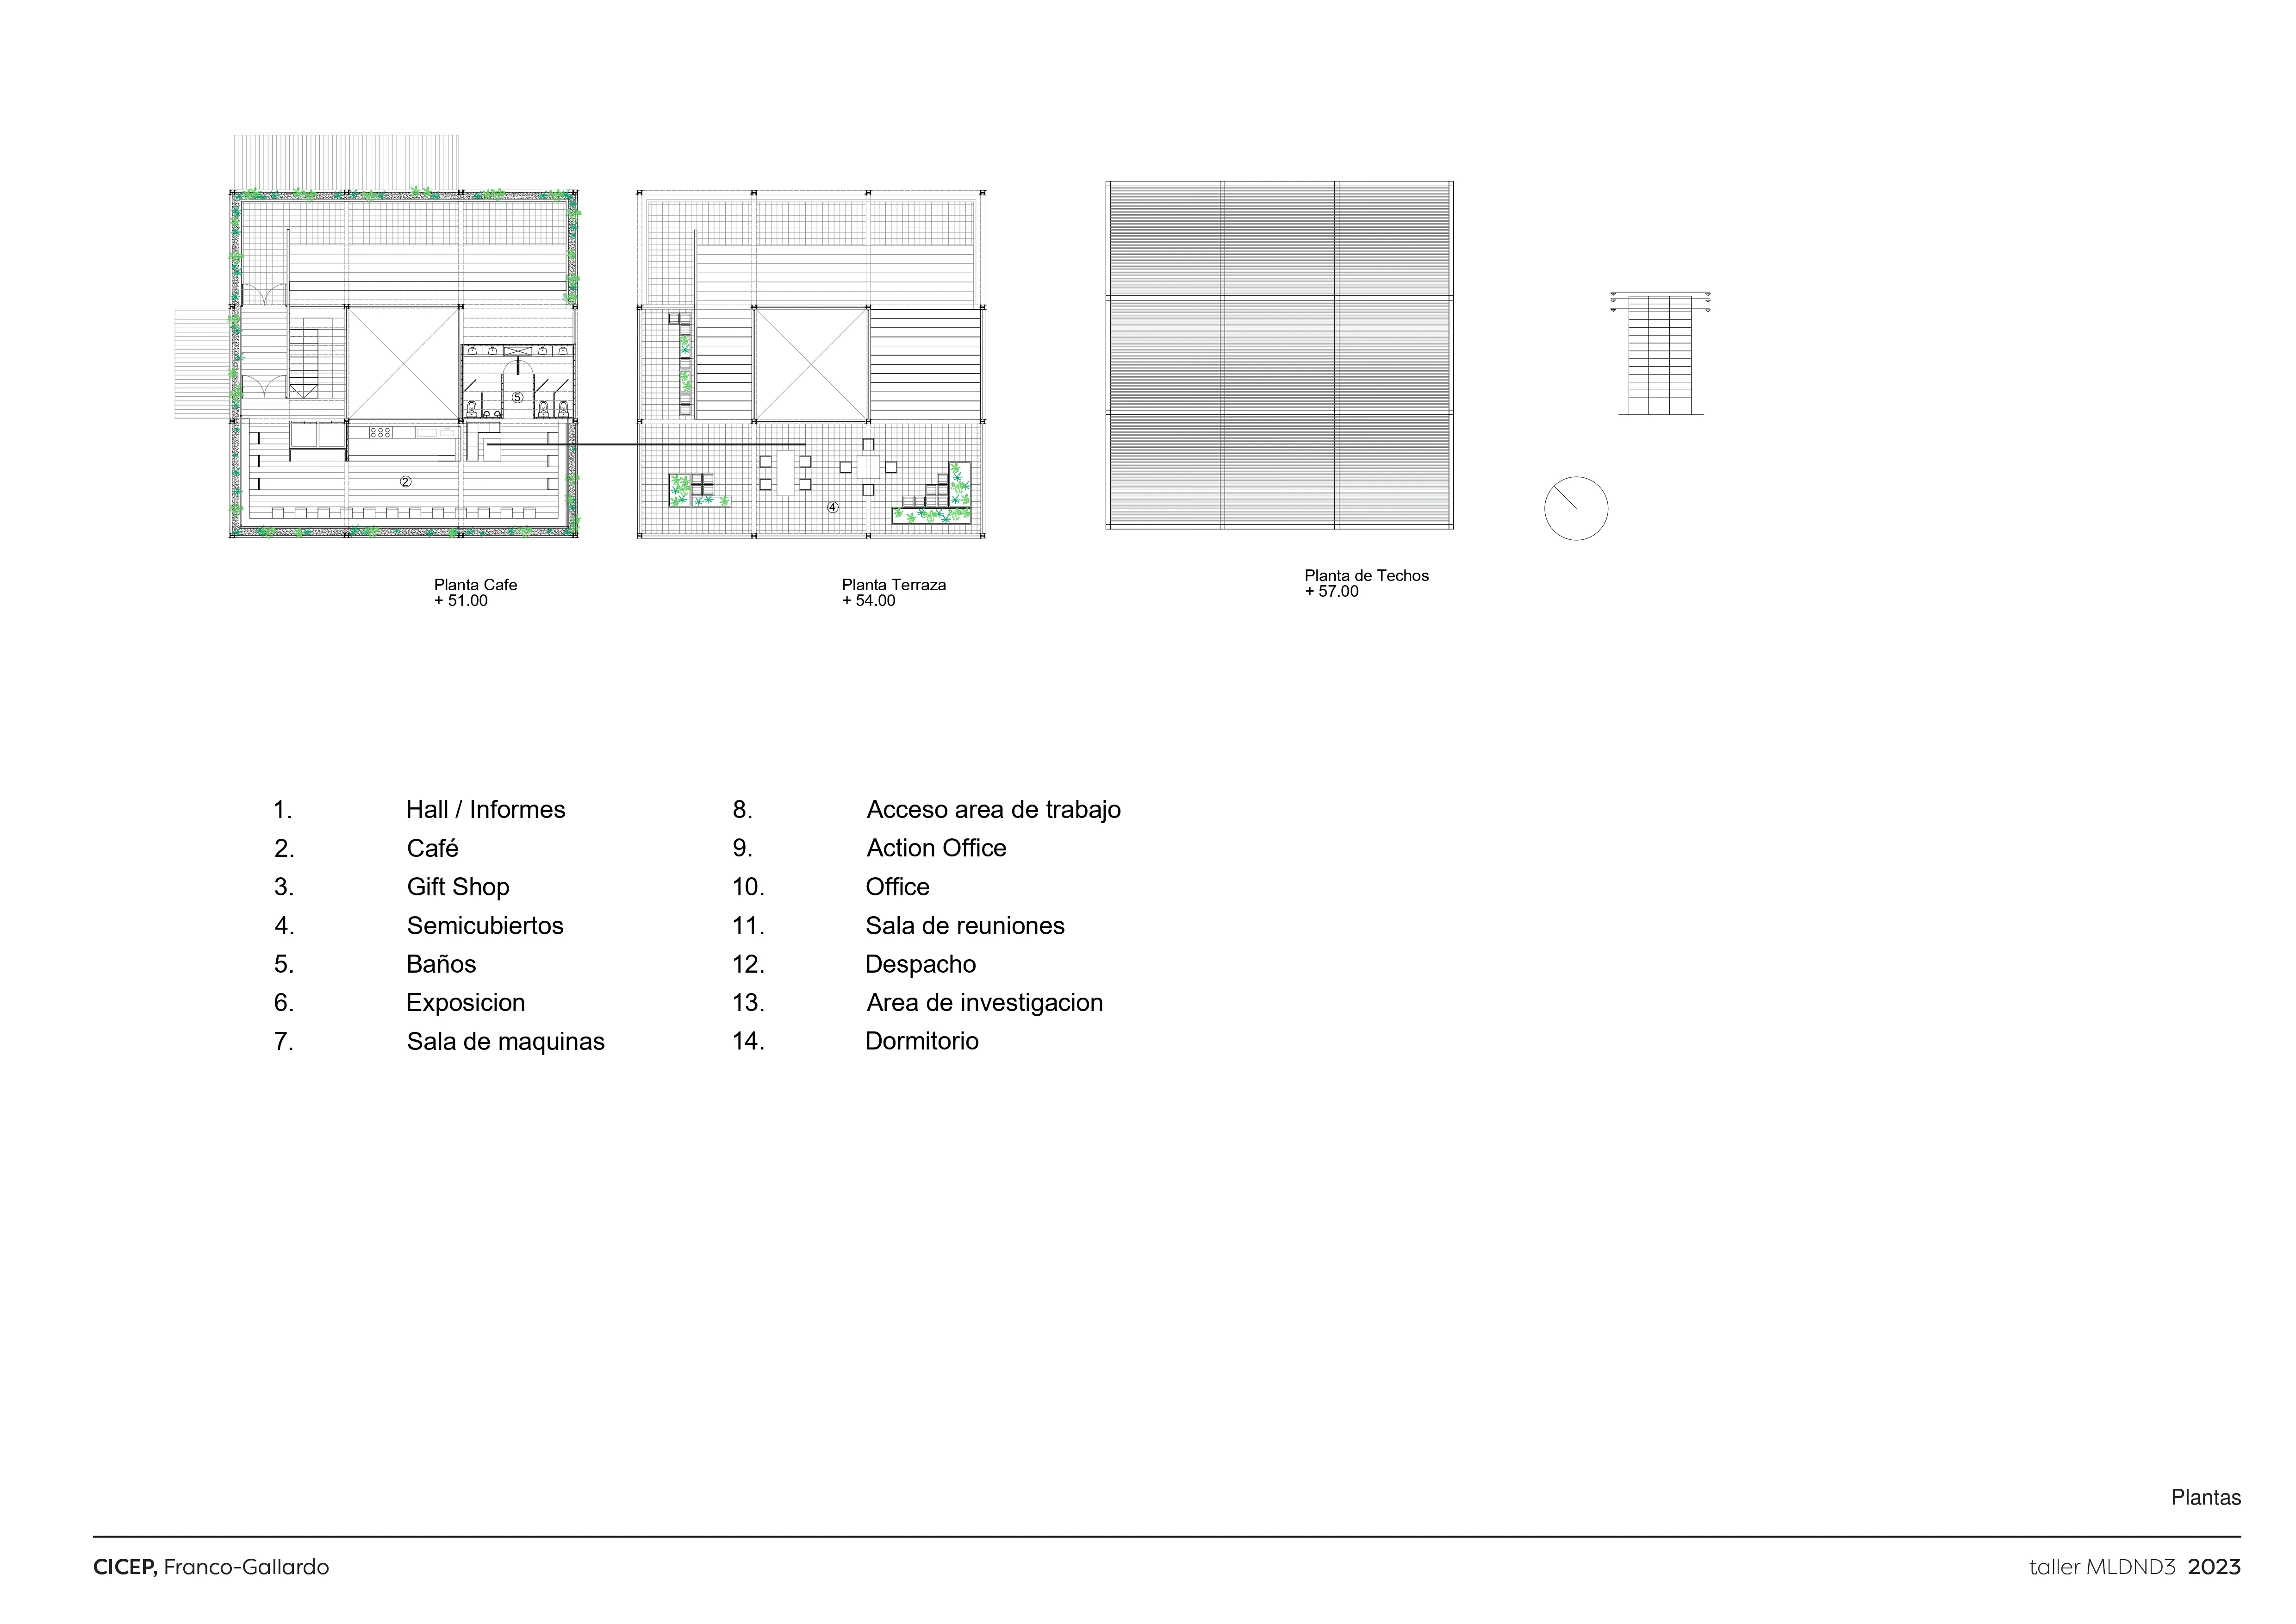 5
2
4
Planta Cafe
+ 51.00
Planta Terraza
+ 54.00
Planta de Techos
+ 57.00
1. Hall / Informes
2. Café
3. Gift Shop
4. Semicubiertos
5. Baños
6. Exposicion
7. Sala de maquinas
8. Acceso area de trabajo
9. Action Office
10. Office
11. Sala de reuniones
12. Despacho
13. Area de investigacion
14. Dormitorio
Plantas
CICEP, Franco-Gallardo
taller MLDND3 2023